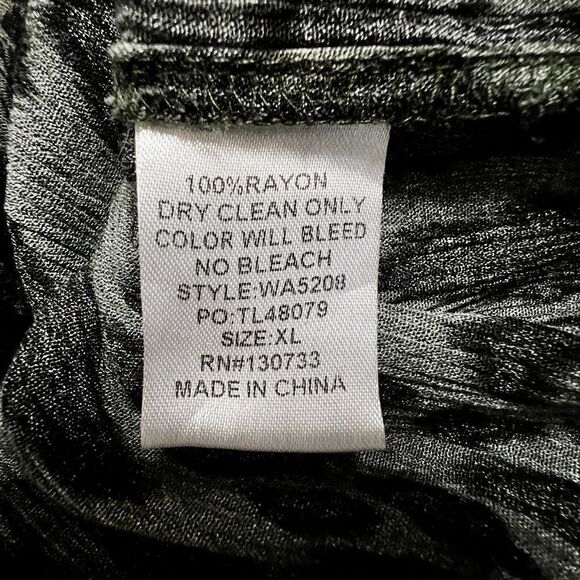 100%RAYON
DRY CLEAN ONLY
COLOR WILL BLEED
NO BLEACH
STYLE:WA5208
PO:TL48079
SIZE:XL
RN#130733
MADE IN CHINA